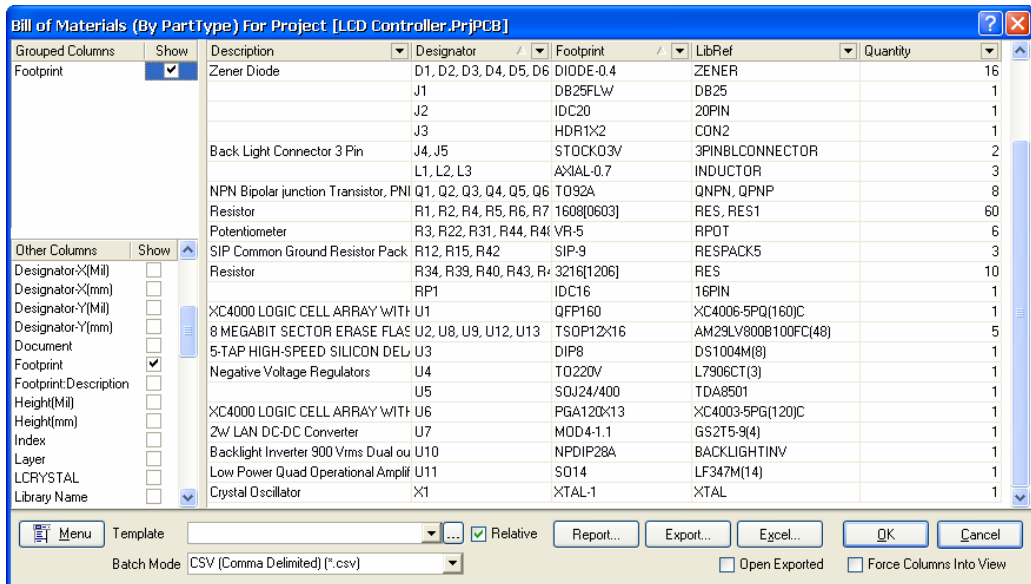 Bill of Materials (By PartType) For Project [LCD Controller.PrjPCB]
Grouped Columns Show Description Designator Footprint LibRef Quantity
Footprint Zener Diode D1, D2, D3, D4, D5, D6 DIODE-0.4 ZENER 16
J1 DB25FLW DB25 1
J2 IDC20 20PIN 1
J3 HDR1X2 CON2 1
Back Light Connector 3 Pin J4, J5 STOCKO3V 3PINBLCONNECTOR 2
L1, L2, L3 AXIAL-0.7 INDUCTOR 3
NPN Bipolar junction Transistor, PNI Q1, Q2, Q3, Q4, Q5, Q6 TO92A QNPN, QPNP 8
Resistor R1, R2, R4, R5, R6, R7 1608[0603] RES, RES1 60
Potentiometer R3, R22, R31, R44, R48 VR-5 RPOT 6
Other Columns Show SIP Common Ground Resistor Pack R12, R15, R42 SIP-9 RESPACK5 3
Designator-X(Mil) Resistor R34, R39, R40, R43, R4 3216[1206] RES 10
Designator-X(mm) RP1 IDC16 16PIN 1
Designator-Y(Mil) XC4000 LOGIC CELL ARRAY WITH U1 QFP160 XC4006-5PQ(160)C 1
Designator-Y(mm) 8 MEGABIT SECTOR ERASE FLAS U2, U8, U9, U12, U13 TSOP12X16 AM29LV800B100FC(48) 5
Document 5-TAP HIGH-SPEED SILICON DELA U3 DIP8 DS1004M(8) 1
Footprint Negative Voltage Regulators U4 TO220V L7906CT(3) 1
Footprint:Description U5 SOJ24/400 TDA8501 1
Height(Mil) XC4000 LOGIC CELL ARRAY WITH U6 PGA120X13 XC4003-5PG(120)C 1
Height(mm) 2W LAN DC-DC Converter U7 MOD4-1.1 GS2T5-9(4) 1
Index Backlight Inverter 900 Vrms Dual ou U10 NPDIP28A BACKLIGHTINV 1
Layer Low Power Quad Operational Amplif U11 SO14 LF347M(14) 1
LCRYSTAL Crystal Oscillator X1 XTAL-1 XTAL 1
Library Name
Menu Template ... Relative Report... Export... Excel... OK Cancel
Batch Mode CSV (Comma Delimited) (*.csv) Open Exported Force Columns Into View